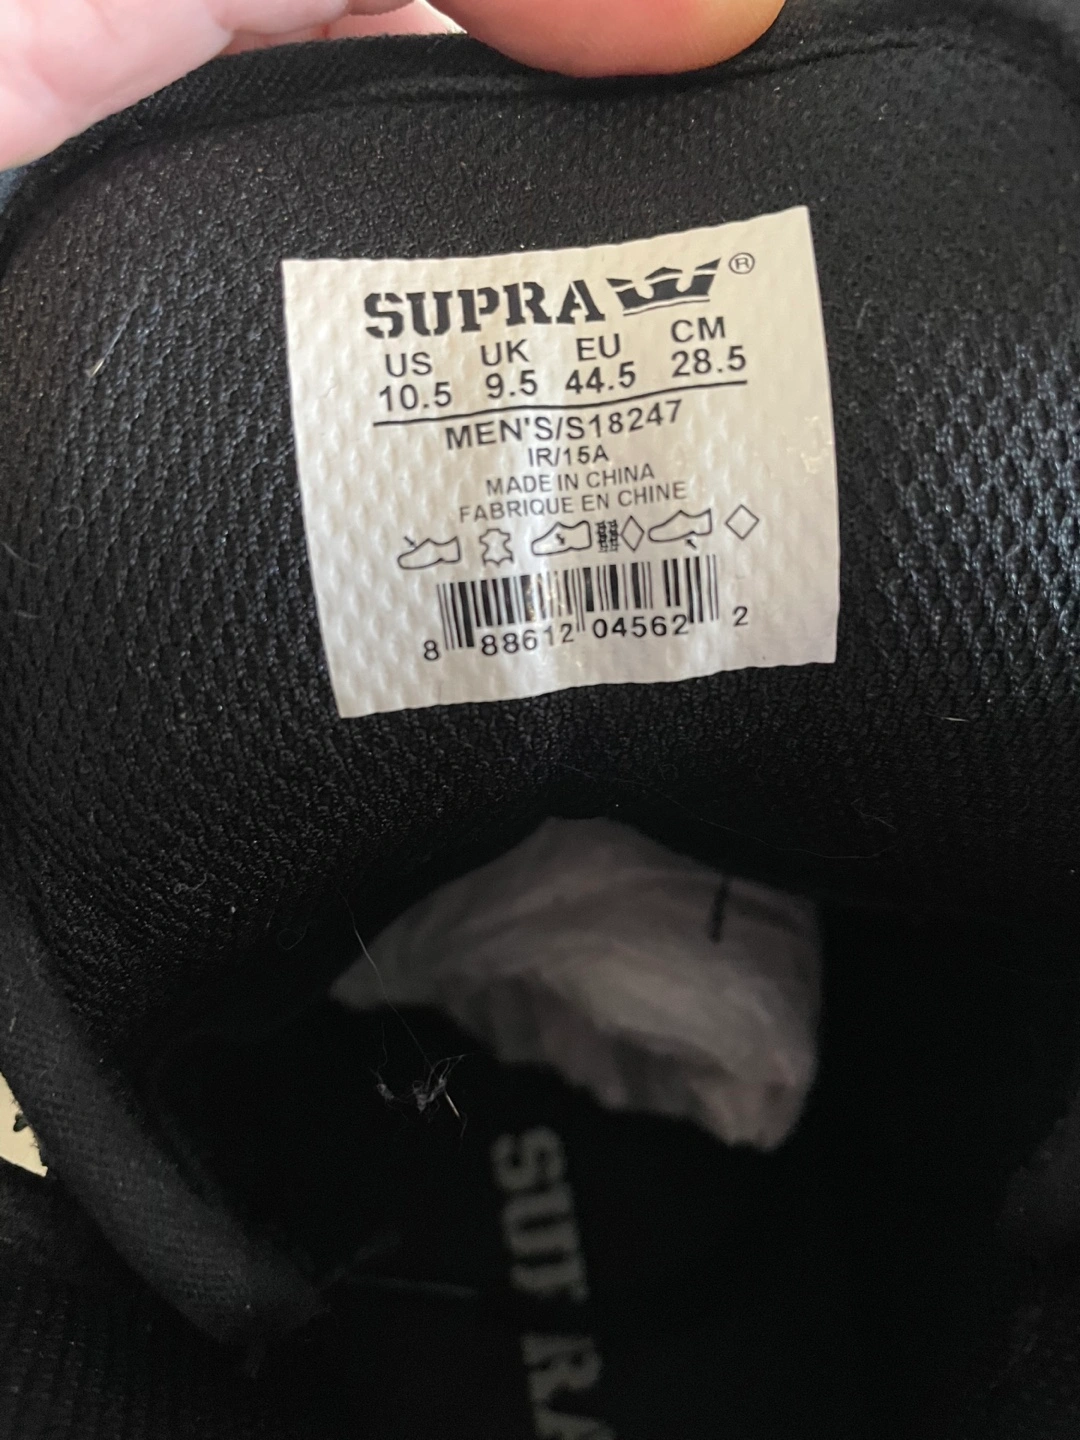 SUPRA ®
US UK EU CM
10.5 9.5 44.5 28.5
MEN'S/S18247
IR/15A
MADE IN CHINA
FABRIQUE EN CHINE
8 88612 04562 2
SUPRA